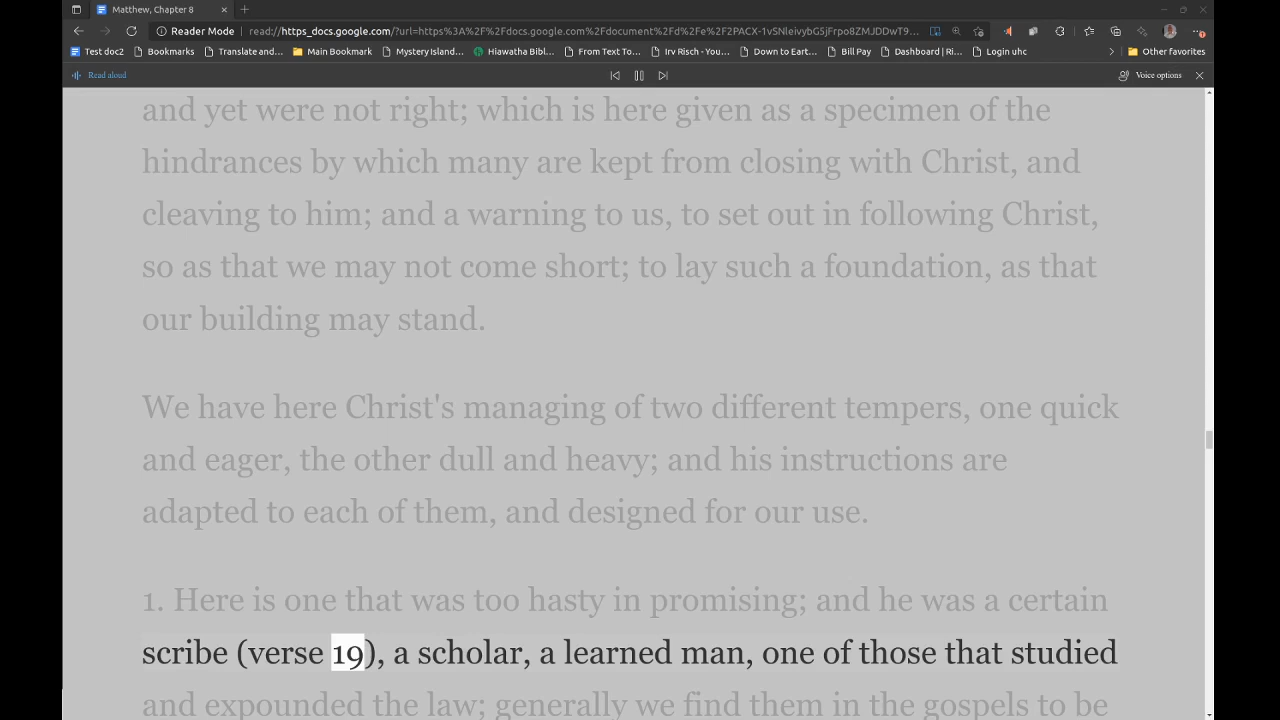 Matthew, Chapter 8
Reader Mode read://https_docs.google.com/?url=https%3A%2F%2Fdocs.google.com%2Fdocument%2Fd%2Fe%2F2PACX-1vSNleivybG5jFrpo8ZMJDDwT9...
Test doc2 Bookmarks Translate and... Main Bookmark Mystery Island... Hiawatha Bibl... From Text To... Irv Risch - You... Down to Eart... Bill Pay Dashboard | Ri... Login uhc Other favorites
Read aloud Voice options
and yet were not right; which is here given as a specimen of the
hindrances by which many are kept from closing with Christ, and
cleaving to him; and a warning to us, to set out in following Christ,
so as that we may not come short; to lay such a foundation, as that
our building may stand.
We have here Christ's managing of two different tempers, one quick
and eager, the other dull and heavy; and his instructions are
adapted to each of them, and designed for our use.
1. Here is one that was too hasty in promising; and he was a certain
scribe (verse 19), a scholar, a learned man, one of those that studied
and expounded the law; generally we find them in the gospels to be